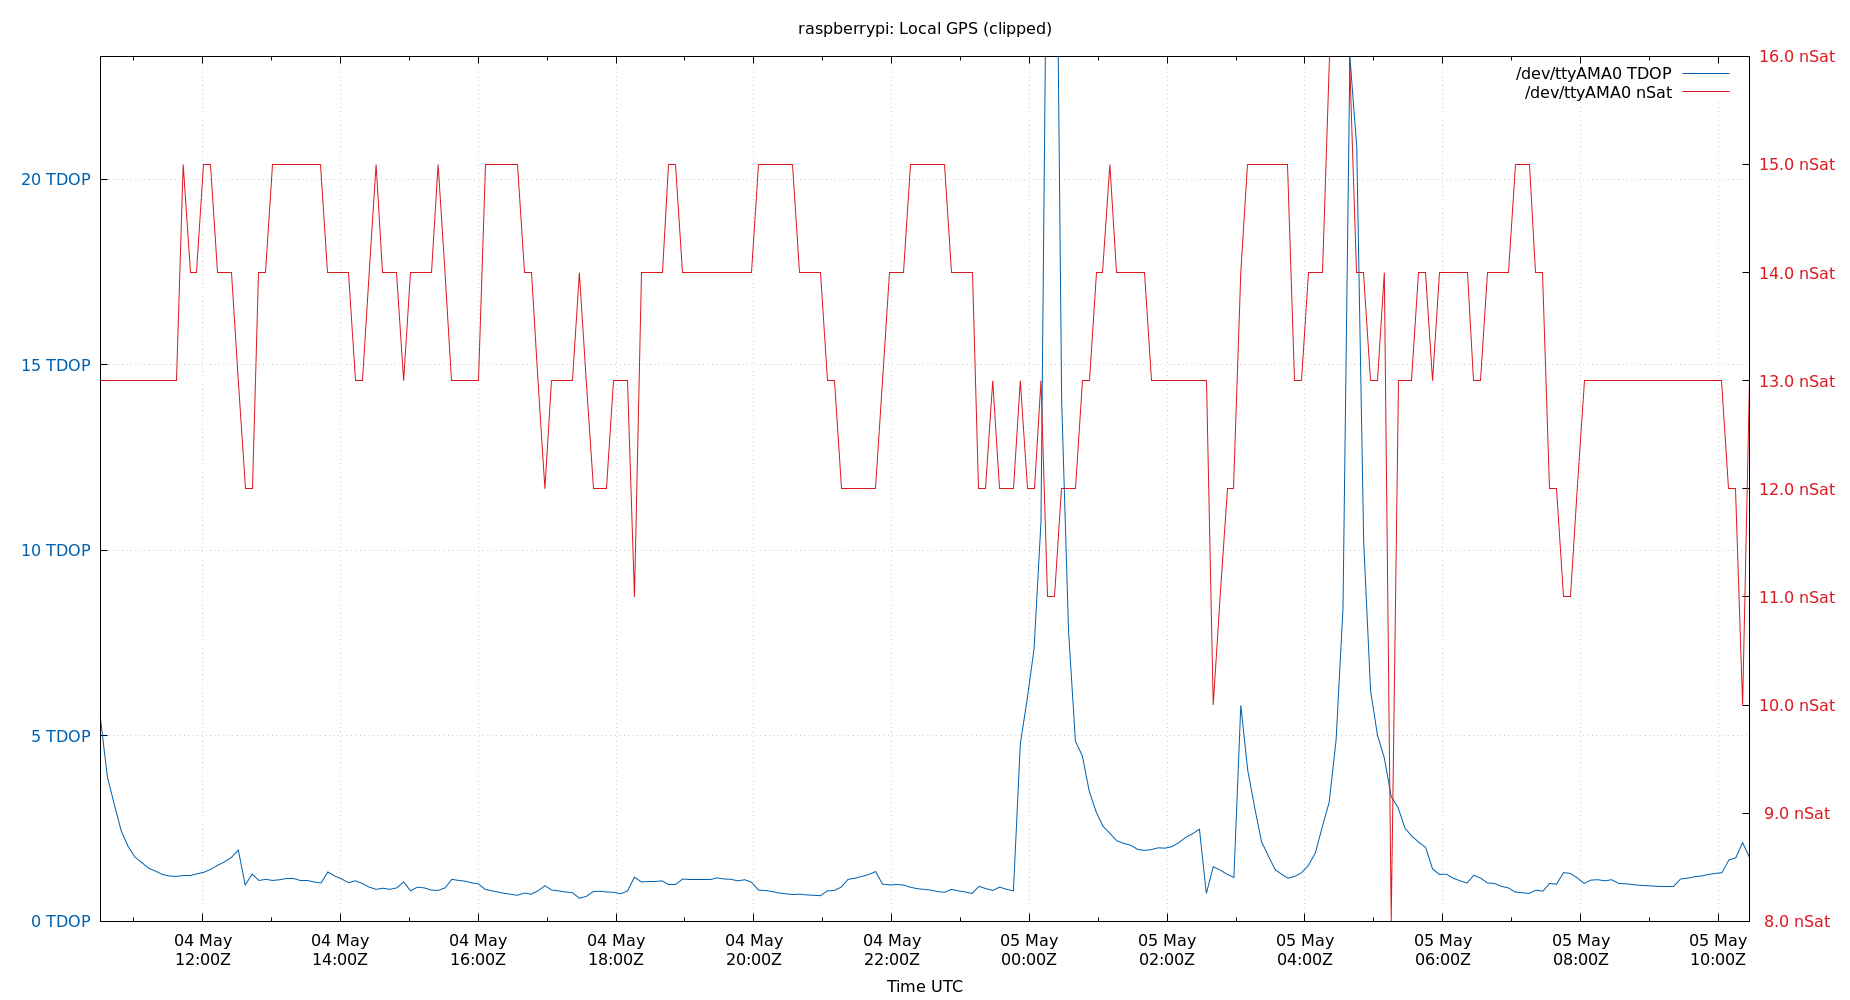 raspberrypi: Local GPS (clipped)
/dev/ttyAMA0 TDOP
/dev/ttyAMA0 nSat
20 TDOP
15 TDOP
10 TDOP
5 TDOP
0 TDOP
16.0 nSat
15.0 nSat
14.0 nSat
13.0 nSat
12.0 nSat
11.0 nSat
10.0 nSat
9.0 nSat
8.0 nSat
04 May 04 May 04 May 04 May 04 May 04 May 05 May 05 May 05 May 05 May 05 May 05 May
12:00Z 14:00Z 16:00Z 18:00Z 20:00Z 22:00Z 00:00Z 02:00Z 04:00Z 06:00Z 08:00Z 10:00Z
Time UTC